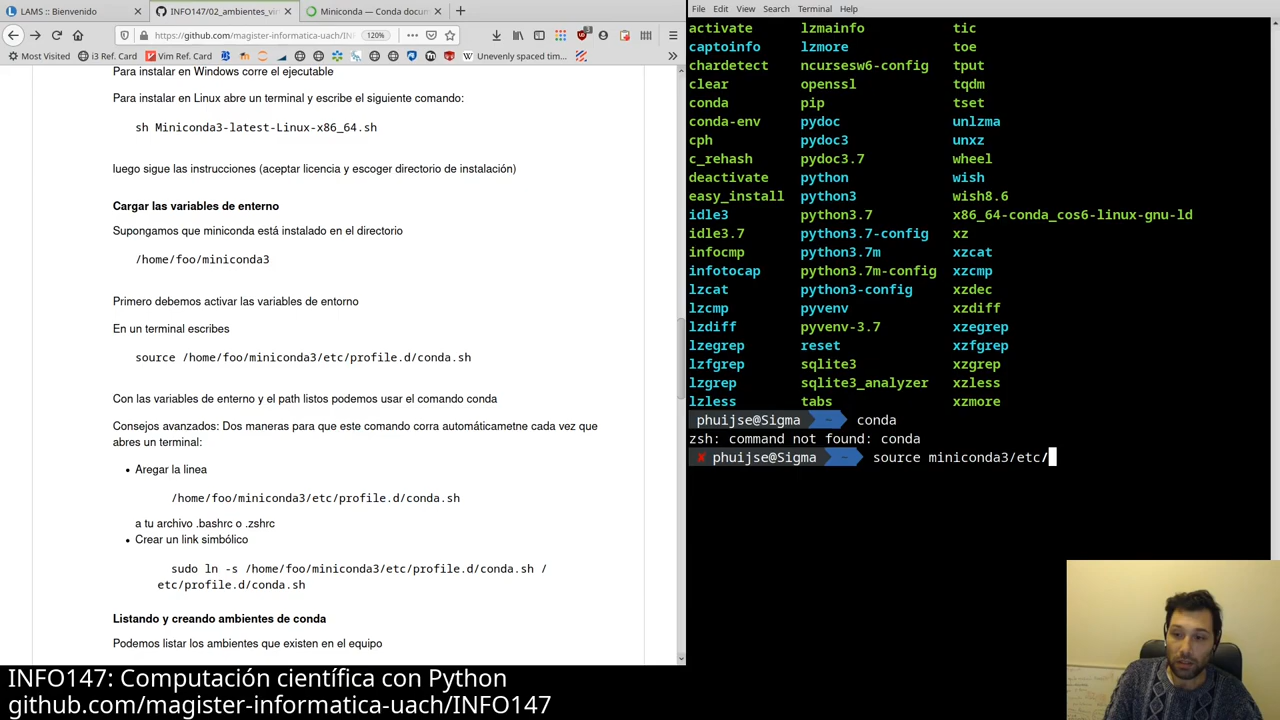 LAMS :: Bienvenido
INFO147/02_ambientes_vi
Miniconda — Conda docu
https://github.com/magister-informatica-uach/IN
120%
Most Visited
i3 Ref. Card
Vim Ref. Card
Unevenly spaced tim…
Para instalar en Windows corre el ejecutable
Para instalar en Linux abre un terminal y escribe el siguiente comando:
sh Miniconda3-latest-Linux-x86_64.sh
luego sigue las instrucciones (aceptar licencia y escoger directorio de instalación)
Cargar las variables de enterno
Supongamos que miniconda está instalado en el directorio
/home/foo/miniconda3
Primero debemos activar las variables de entorno
En un terminal escribes
source /home/foo/miniconda3/etc/profile.d/conda.sh
Con las variables de enterno y el path listos podemos usar el comando conda
Consejos avanzados: Dos maneras para que este comando corra automáticametne cada vez que
abres un terminal:
• Aregar la linea
/home/foo/miniconda3/etc/profile.d/conda.sh
a tu archivo .bashrc o .zshrc
• Crear un link simbólico
sudo ln -s /home/foo/miniconda3/etc/profile.d/conda.sh /
etc/profile.d/conda.sh
Listando y creando ambientes de conda
Podemos listar los ambientes que existen en el equipo
File Edit View Search Terminal Help
activate lzmainfo tic
captoinfo lzmore toe
chardetect ncursesw6-config tput
clear openssl tqdm
conda pip tset
conda-env pydoc unlzma
cph pydoc3 unxz
c_rehash pydoc3.7 wheel
deactivate python wish
easy_install python3 wish8.6
idle3 python3.7 x86_64-conda_cos6-linux-gnu-ld
idle3.7 python3.7-config xz
infocmp python3.7m xzcat
infotocap python3.7m-config xzcmp
lzcat python3-config xzdec
lzcmp pyvenv xzdiff
lzdiff pyvenv-3.7 xzegrep
lzegrep reset xzfgrep
lzfgrep sqlite3 xzgrep
lzgrep sqlite3_analyzer xzless
lzless tabs xzmore
phuijse@Sigma ~ conda
zsh: command not found: conda
✘ phuijse@Sigma ~ source miniconda3/etc/
INFO147: Computación científica con Python
github.com/magister-informatica-uach/INFO147